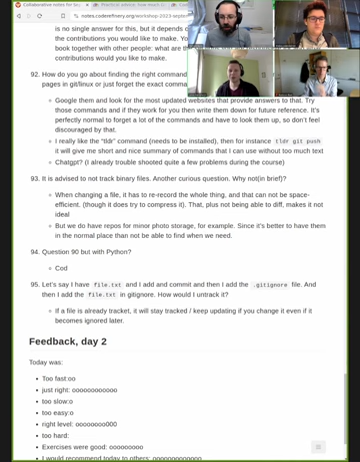 Collaborative notes for CodeRefine
notes.coderefinery.org/workshop-2023-septem
is no single answer for this, but it depends o
the contributions you would like to make. Yo
book together with other people: what are th
contributions would you like to make.
92. How do you go about finding the right command
pages in git/linux or just forget the exact comma
Google them and look for the most updated websites that provide answers to that. Try
those commands and if they work for you then write them down for future reference. It's
perfectly normal to forget a lot of the commands and have to look them up, so don't feel
discouraged by that.
I really like the "tldr" command (needs to be installed), then for instance tldr git push
it will give me short and nice summary of commands that I can use without too much text
Chatgpt? (I already trouble shooted quite a few problems during the course)
93. It is advised to not track binary files. Another curious question. Why not(in brief)?
When changing a file, it has to re-record the whole thing, and that can not be space-
efficient. (though it does try to compress it). That, plus not being able to diff, makes it not
ideal
But we do have repos for minor photo storage, for example. Since it's better to have them
in the normal place than not be able to find when we need.
94. Question 90 but with Python?
Cod
95. Let's say I have file.txt and I add and commit and then I add the .gitignore file. And
then I add the file.txt in gitignore. How would I untrack it?
If a file is already tracket, it will stay tracked / keep updating if you change it even if it
becomes ignored later.
Feedback, day 2
Today was:
Too fast:oo
just right: oooooooooooo
too slow:o
too easy:o
right level: oooooooo000
too hard:
Exercises were good: ooooooooo
I would recommend today to others: ooooooooooooo